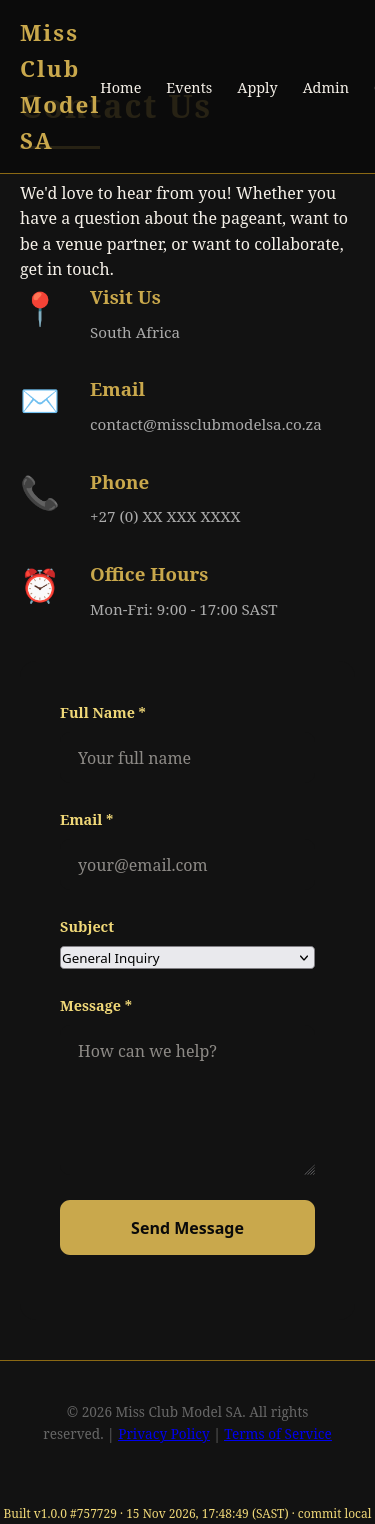 Miss
Club
Model
SA
Home Events Apply Admin
Contact Us
We'd love to hear from you! Whether you
have a question about the pageant, want to
be a venue partner, or want to collaborate,
get in touch.
Visit Us
South Africa
Email
contact@missclubmodelsa.co.za
Phone
+27 (0) XX XXX XXXX
Office Hours
Mon-Fri: 9:00 - 17:00 SAST
Full Name *
Your full name
Email *
your@email.com
Subject
General Inquiry
Message *
How can we help?
Send Message
© 2026 Miss Club Model SA. All rights
reserved. | Privacy Policy | Terms of Service
Built v1.0.0 #757729 · 15 Nov 2026, 17:48:49 (SAST) · commit local